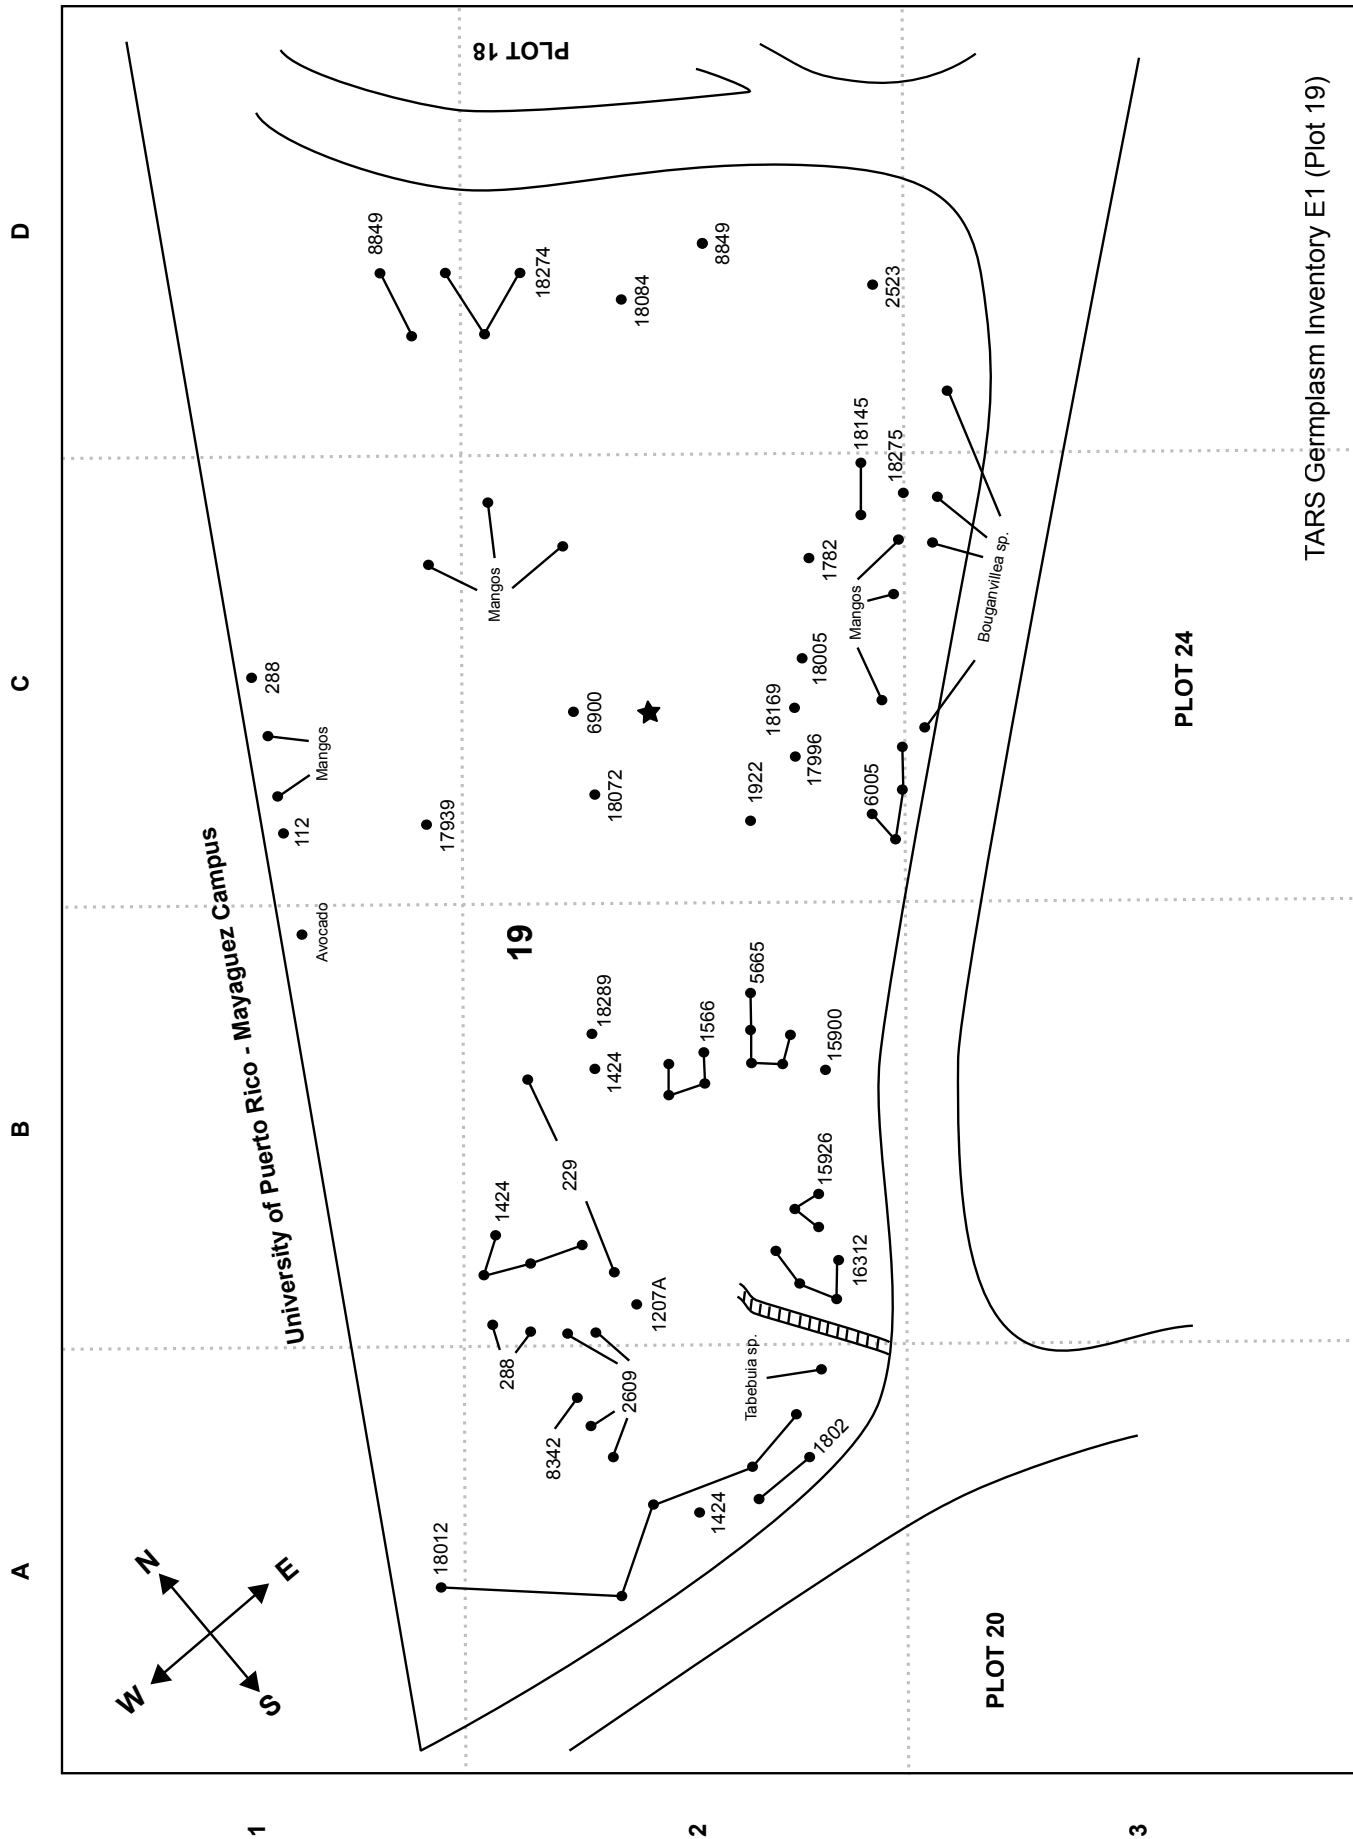 A
B
C
D
1
2
3
N
E
S
W
University of Puerto Rico - Mayaguez Campus
PLOT 18
Avocado
112
Mangos
288
17939
8849
18012
19
288
1424
229
8342
2609
1207A
1424
18289
18072
6900
Mangos
18274
18084
1424
1802
Tabebuia sp.
16312
15926
1566
5665
15900
1922
17996
18169
18005
1782
6005
Mangos
18145
18275
8849
2523
Bouganvillea sp.
PLOT 20
PLOT 24
TARS Germplasm Inventory E1 (Plot 19)